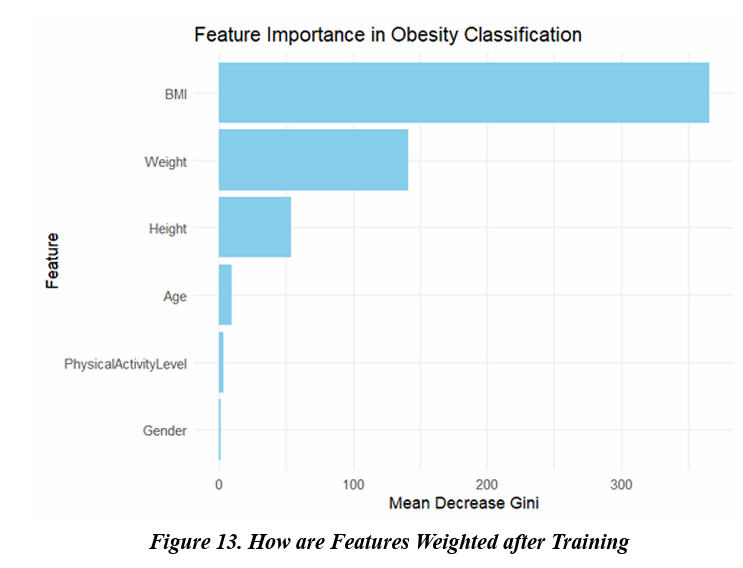 Feature Importance in Obesity Classification
BMI
Weight
Height
Age
PhysicalActivityLevel
Gender
Feature
0 100 200 300
Mean Decrease Gini
Figure 13. How are Features Weighted after Training